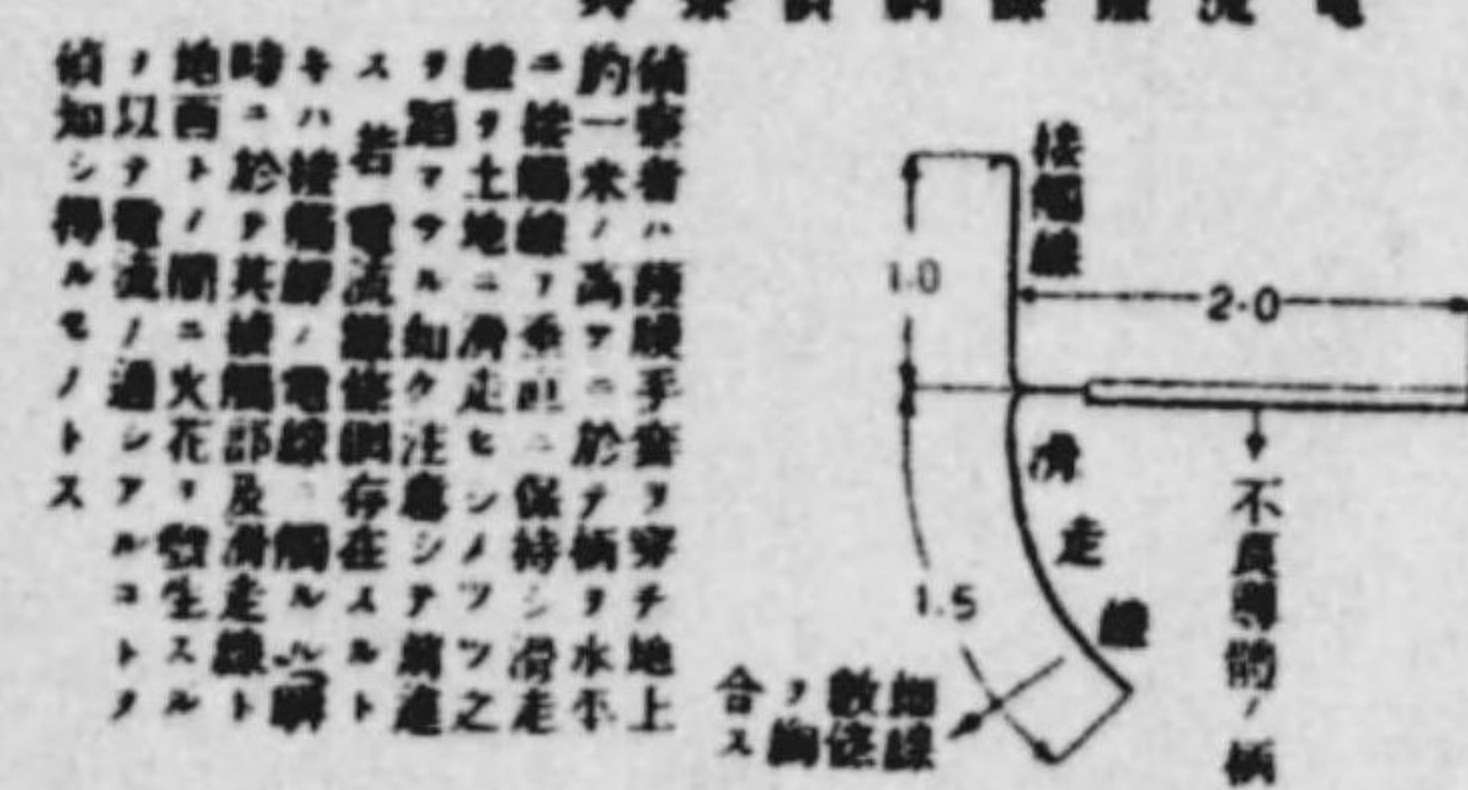 接觸線
1.0
2.0
滑走線
1.5
不良導體ノ柄
細線
數條
ヲ綯
合ス
偵察者ハ護膜手套ヲ穿チ地上
約一米ノ高サニ於テ柄ヲ水平
ニ接觸線ヲ垂直ニ保持シ滑走
線ヲ土地ニ滑走セシメツツ之
ヲ踏マサル如ク注意シテ前進
ス 若電流鐵條網存在スルト
キハ接觸線ノ電線ニ觸ルル瞬
時ニ於テ其接觸部及滑走線ト
地面トノ間ニ火花ヲ發生スル
ヲ以テ電流ノ通シアルコトヲ
偵知シ得ルモノトス